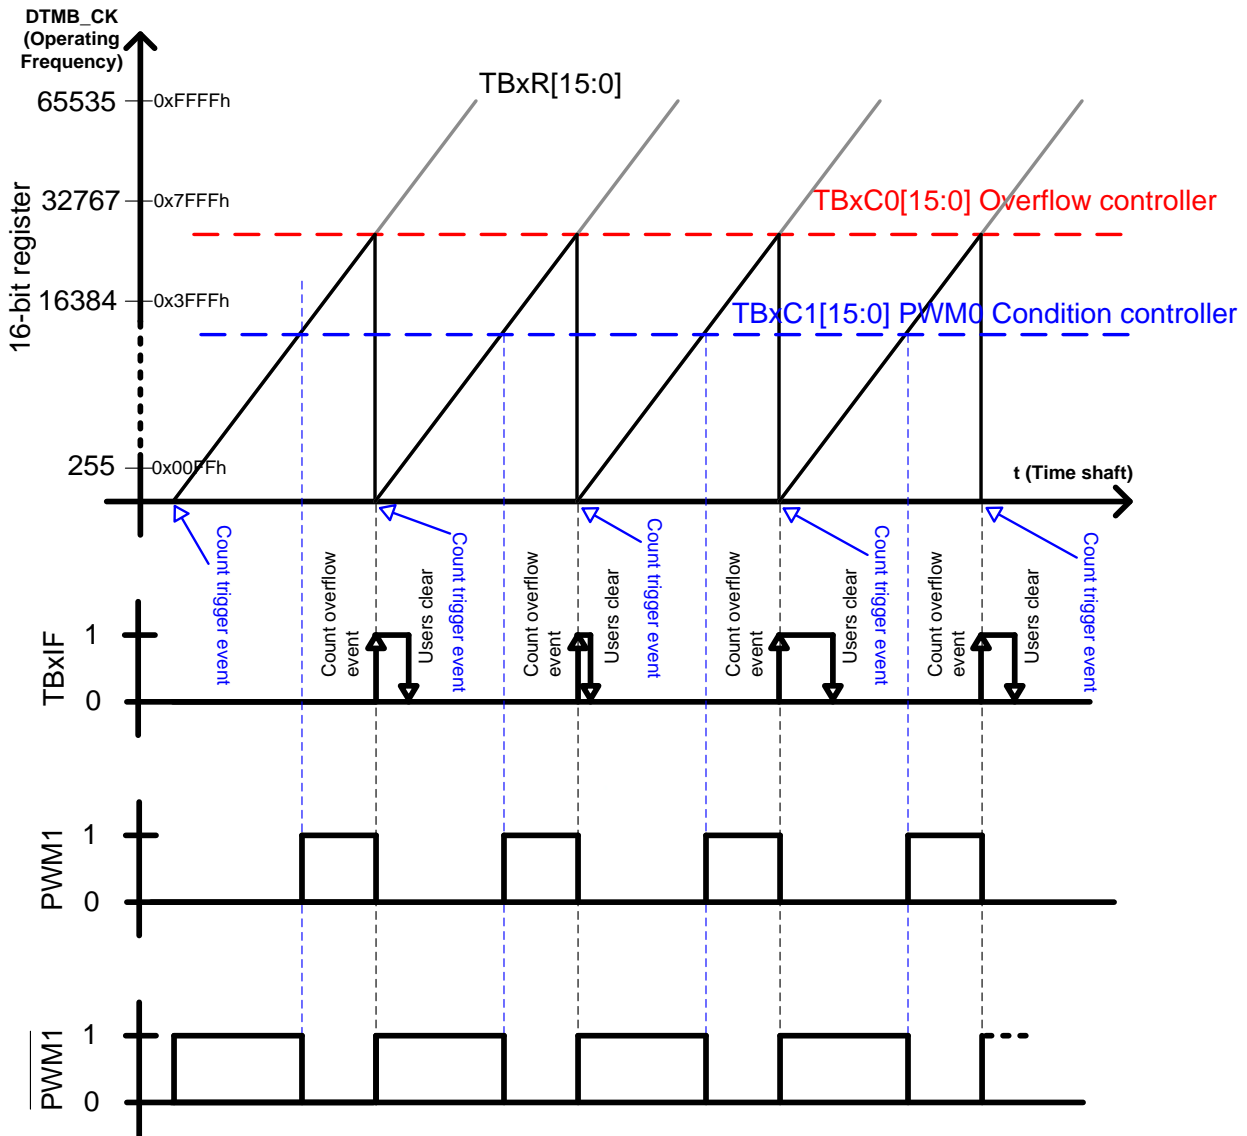 DTMB_CK
(Operating
Frequency)
TBxR[15:0]
65535
0xFFFFh
32767
0x7FFFh
TBxC0[15:0] Overflow controller
16-bit register
16384
0x3FFFh
TBxC1[15:0] PWM0 Condition controller
255
0x00FFh
t (Time shaft)
Count trigger event
Count trigger event
Count trigger event
Count trigger event
Count trigger event
TBxIF
1
0
Count overflow
event
Users clear
Count overflow
event
Users clear
Count overflow
event
Users clear
Count overflow
event
Users clear
PWM1
1
0
PWM1
1
0